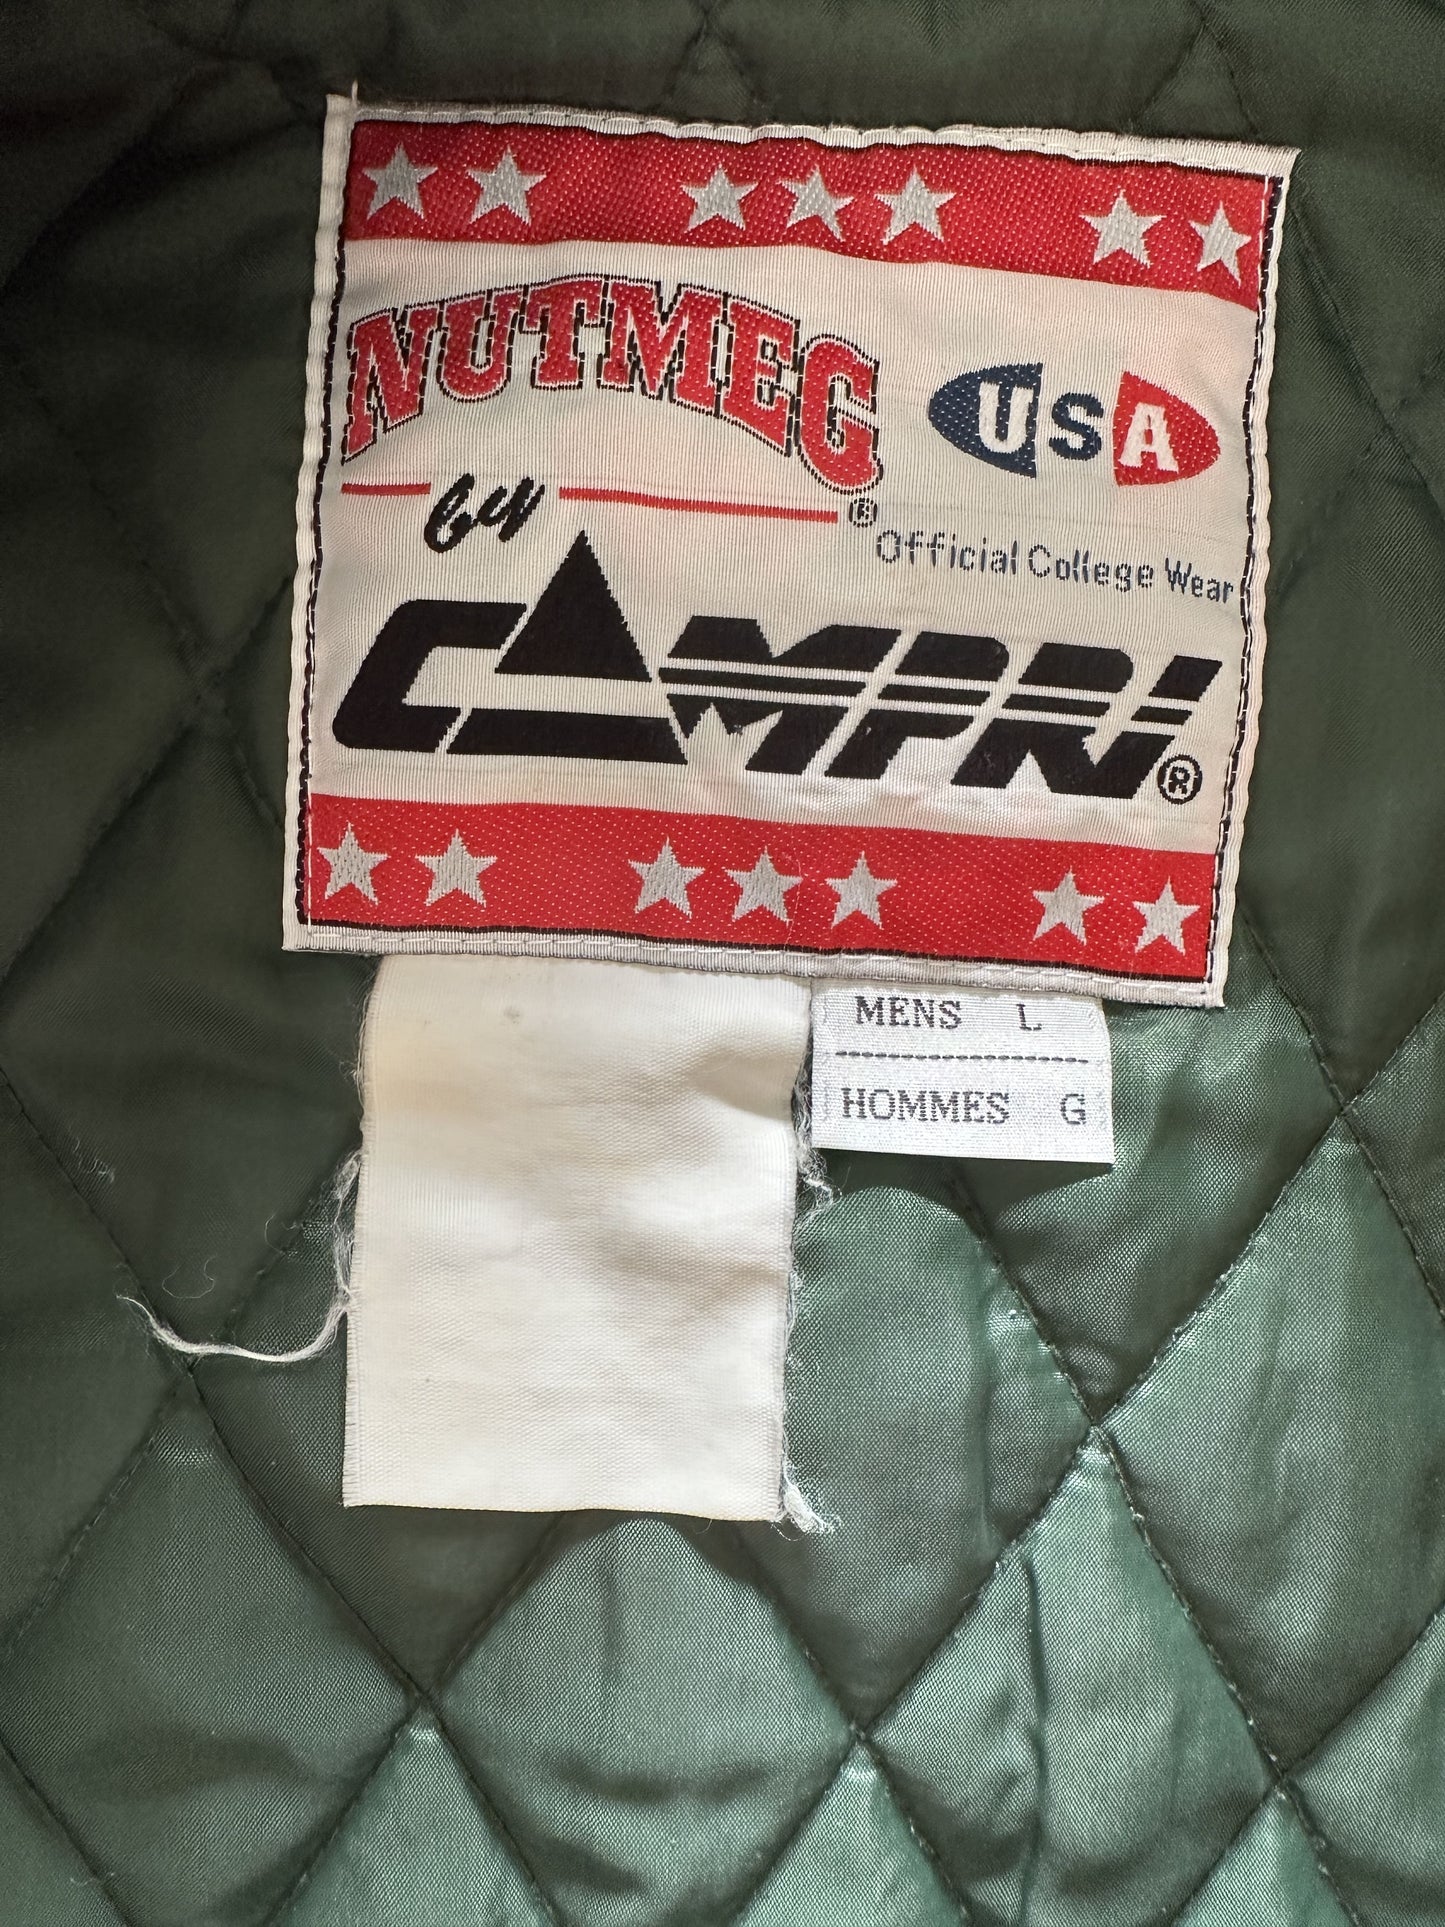 NUTMEG ®
USA
by
Official College Wear
CAMPRI ®
MENS L
HOMMES G